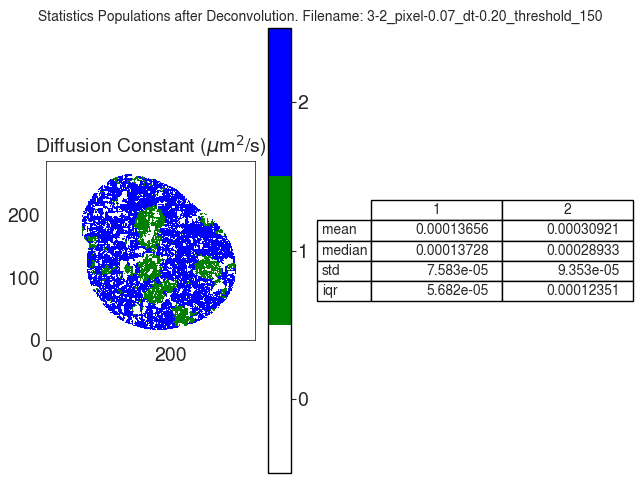 Statistics Populations after Deconvolution. Filename: 3-2_pixel-0.07_dt-0.20_threshold_150
Diffusion Constant (μm²/s)
200
100
0
0 200
2
1
0
1 2
mean 0.00013656 0.00030921
median 0.00013728 0.00028933
std 7.583e-05 9.353e-05
iqr 5.682e-05 0.00012351